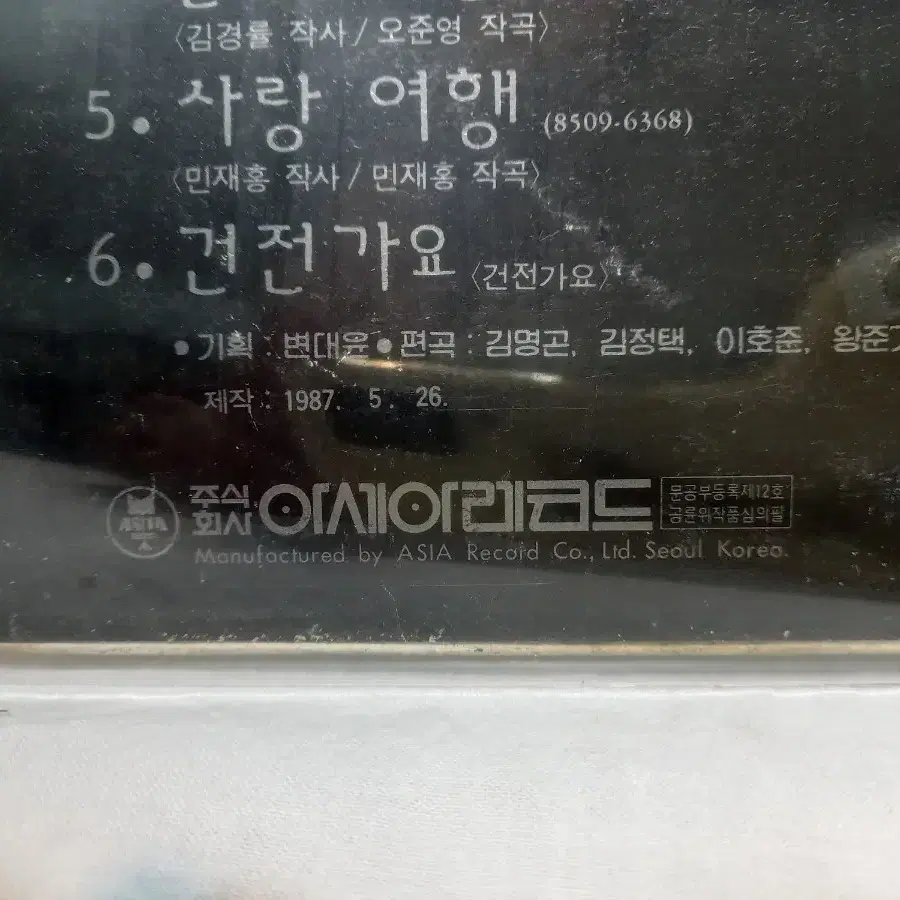 〈김경률 작사/ 오준영 작곡〉
5. 사랑 여행 (8509-6368)
〈민재홍 작사/ 민재홍 작곡〉
6. 건전가요 〈건전가요〉
●기획 : 변대윤 ●편곡 : 김명곤, 김정택, 이호준, 왕준
제작 : 1987. 5. 26.
ASIA
주식회사 아세아레코드
문공부등록제12호
공륜위작품심의필
Manufactured by ASIA Record Co., Ltd. Seoul Korea.